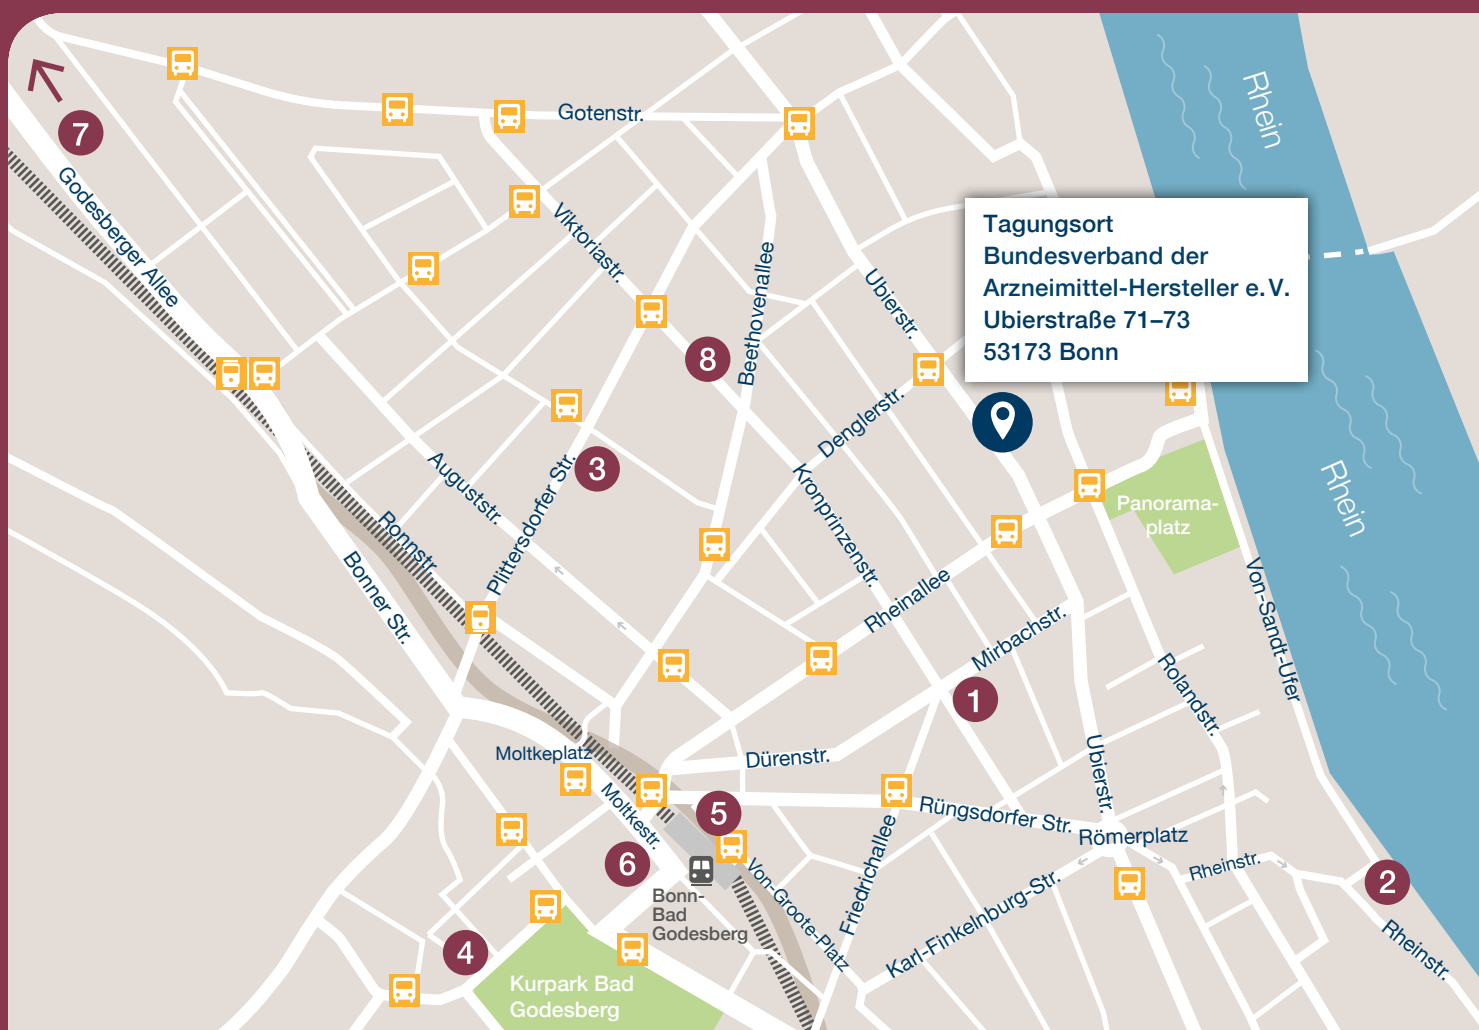 Rhein
Gotenstr.
7
Godesberger Allee
Viktoriastr.
Tagungsort
Bundesverband der
Arzneimittel-Hersteller e. V.
Ubierstraße 71–73
53173 Bonn
Ubierstr.
Beethovenallee
8
Denglerstr.
3
Auguststr.
Plittersdorfer Str.
Kronprinzenstr.
Rhein
Panorama-
platz
Ronnstr.
Bonner Str.
Rheinallee
Von-Sandt-Ufer
Mirbachstr.
1
Rolandstr.
Moltkeplatz
Dürenstr.
Ubierstr.
Moltkestr.
5
Rüngsdorfer Str.
Römerplatz
6
Rheinstr.
2
Bonn-
Bad
Godesberg
Von-Groote-Platz
Friedrichallee
Karl-Finkelnburg-Str.
Rheinstr.
4
Kurpark Bad
Godesberg